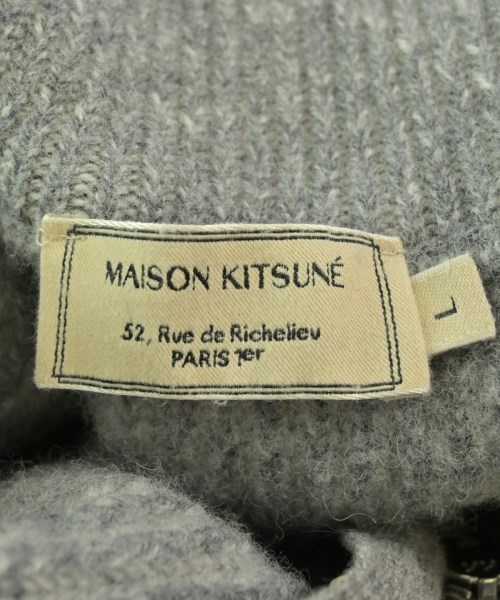 MAISON KITSUNÉ
52, Rue de Richelieu
PARIS 1er
L